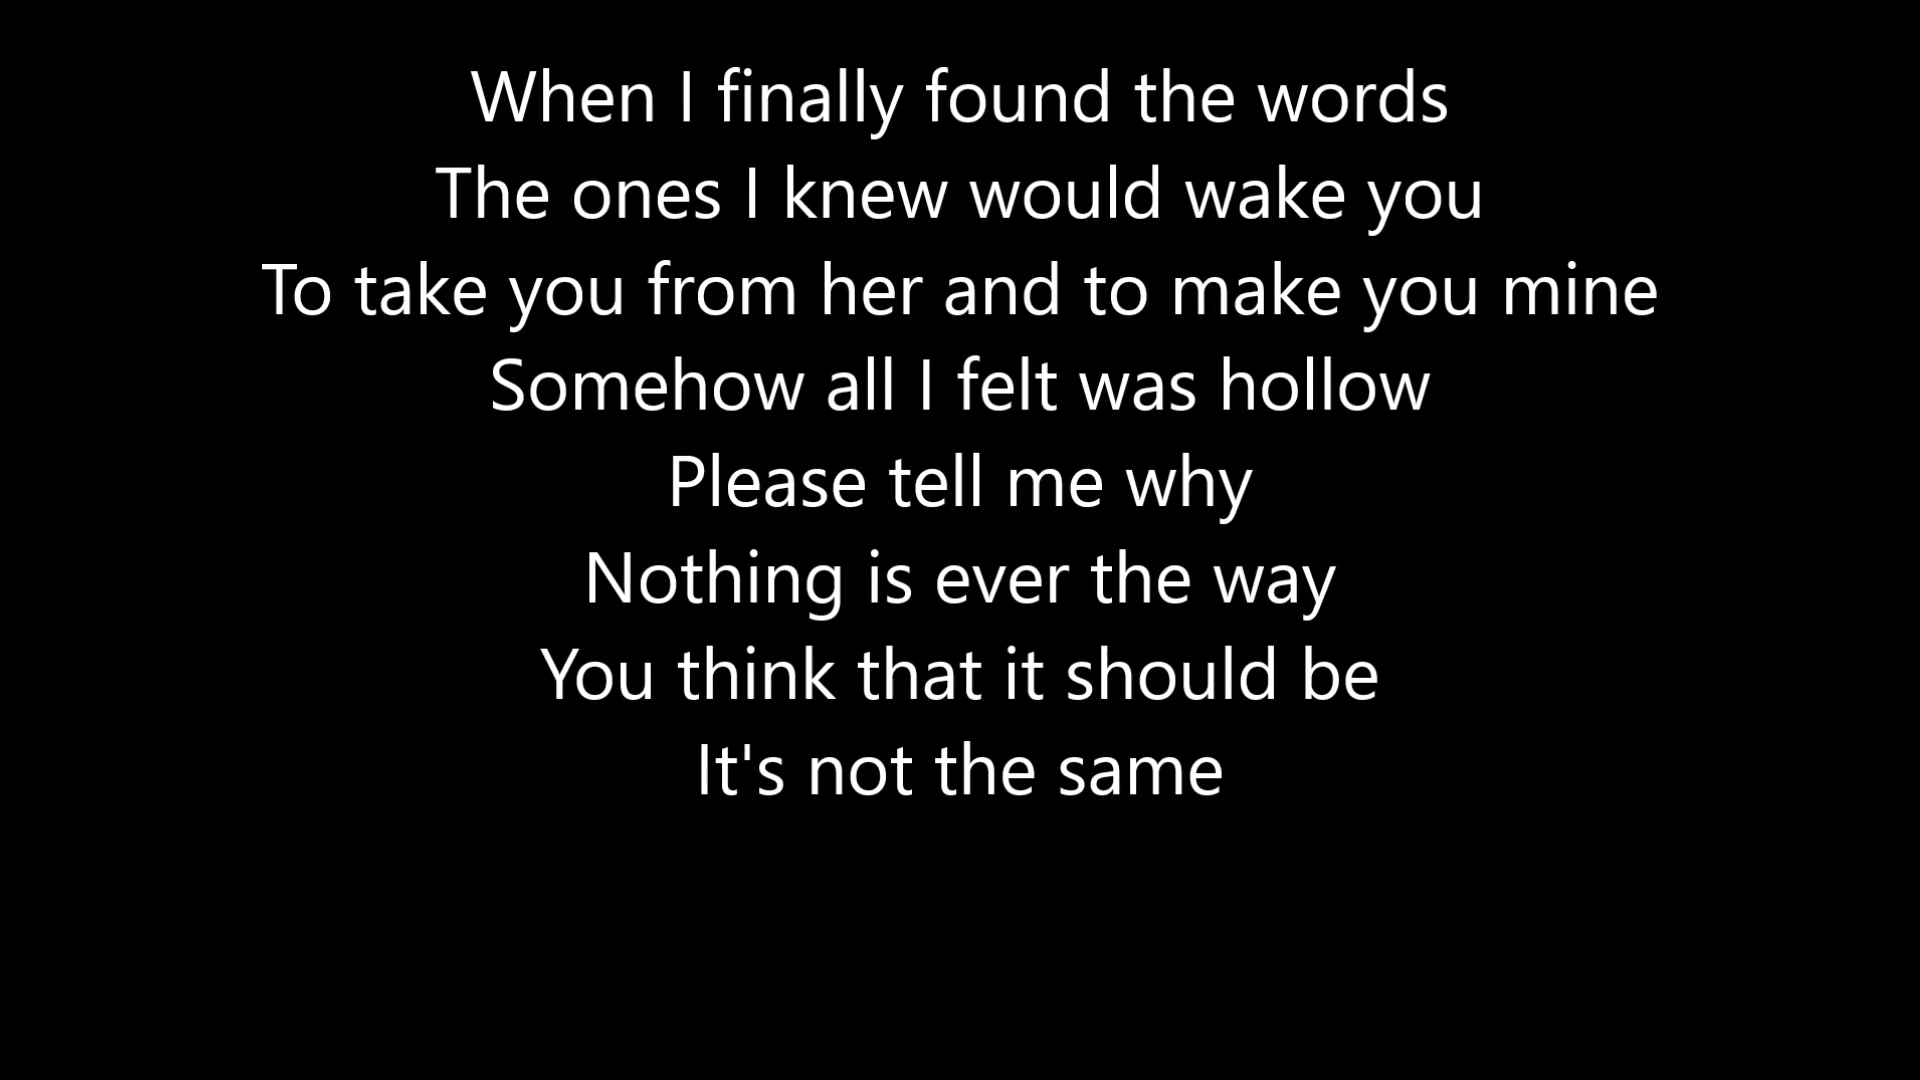 When I finally found the words
The ones I knew would wake you
To take you from her and to make you mine
Somehow all I felt was hollow
Please tell me why
Nothing is ever the way
You think that it should be
It's not the same